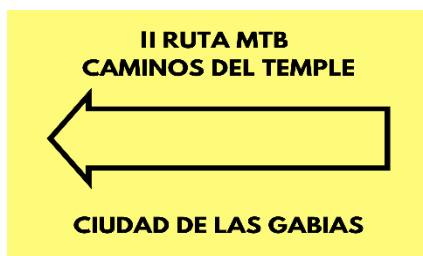 II RUTA MTB
CAMINOS DEL TEMPLE
CIUDAD DE LAS GABIAS